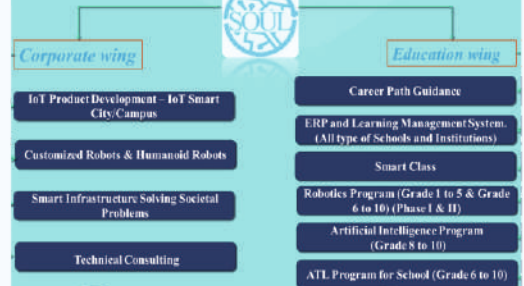 SOUL
Corporate wing
IoT Product Development – IoT Smart
City/Campus
Customized Robots & Humanoid Robots
Smart Infrastructure Solving Societal
Problems
Technical Consulting
Education wing
Career Path Guidance
ERP and Learning Management System.
(All type of Schools and Institutions)
Smart Class
Robotics Program (Grade 1 to 5 & Grade
6 to 10) (Phase I & II)
Artificial Intelligence Program
(Grade 8 to 10)
ATL Program for School (Grade 6 to 10)